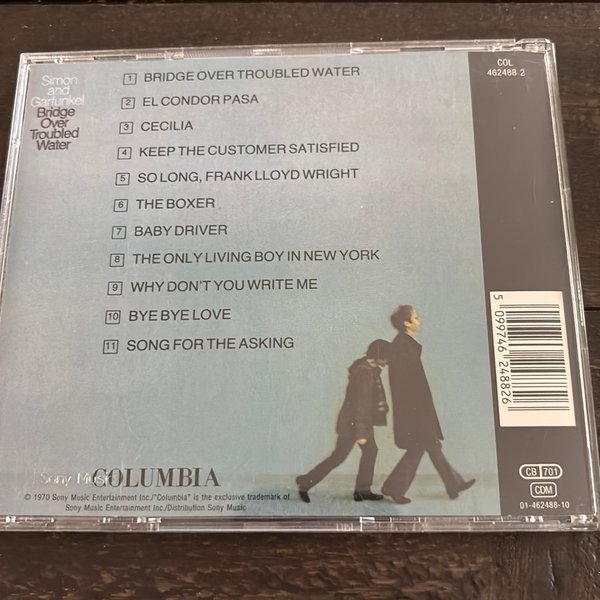 Simon
and
Garfunkel
Bridge
Over
Troubled
Water
1 BRIDGE OVER TROUBLED WATER
2 EL CONDOR PASA
3 CECILIA
4 KEEP THE CUSTOMER SATISFIED
5 SO LONG, FRANK LLOYD WRIGHT
6 THE BOXER
7 BABY DRIVER
8 THE ONLY LIVING BOY IN NEW YORK
9 WHY DON'T YOU WRITE ME
10 BYE BYE LOVE
11 SONG FOR THE ASKING
COL
462488 2
5 099746 248826
Sony Music
COLUMBIA
© 1970 Sony Music Entertainment Inc./"Columbia" is the exclusive trademark of
Sony Music Entertainment Inc./Distribution Sony Music
CB 701
CDM
01-462488-10